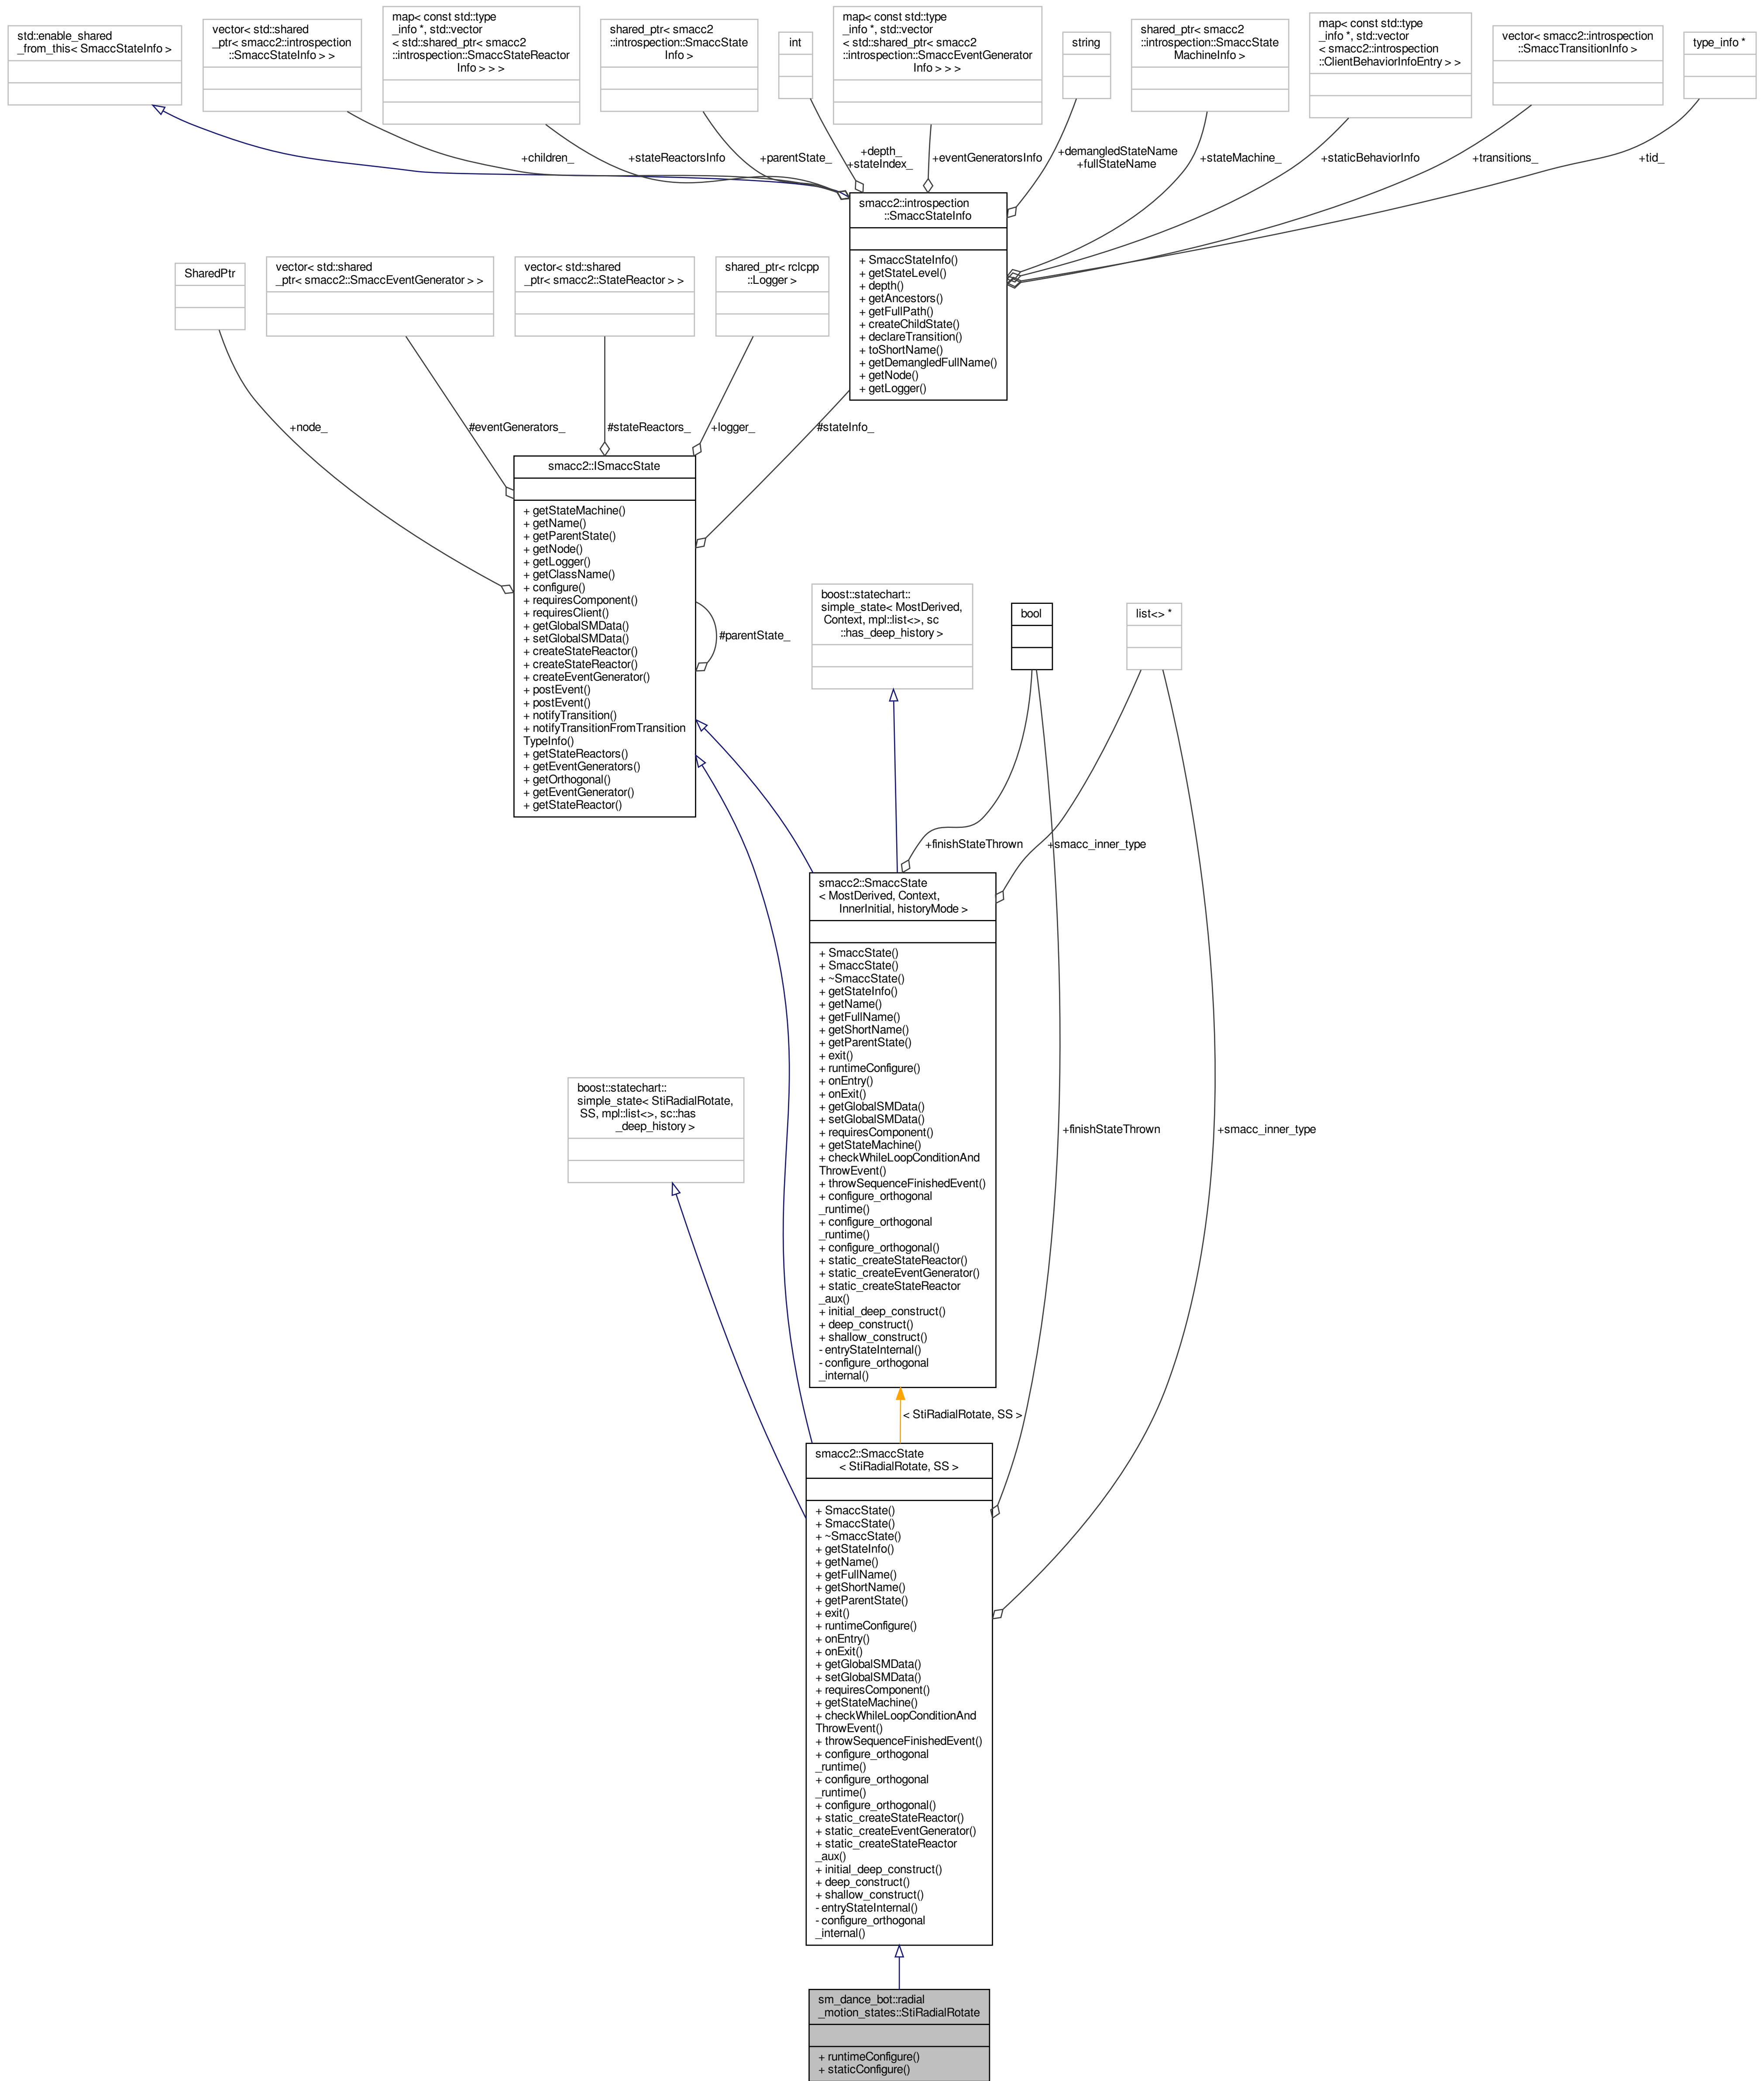 std::enable_shared
_from_this< SmaccStateInfo >
vector< std::shared
_ptr< smacc2::introspection
::SmaccStateInfo > >
map< const std::type
_info *, std::vector
< std::shared_ptr< smacc2
::introspection::SmaccStateReactor
Info > > >
shared_ptr< smacc2
::introspection::SmaccState
Info >
int
map< const std::type
_info *, std::vector
< std::shared_ptr< smacc2
::introspection::SmaccEventGenerator
Info > > >
string
shared_ptr< smacc2
::introspection::SmaccState
MachineInfo >
map< const std::type
_info *, std::vector
< smacc2::introspection
::ClientBehaviorInfoEntry > >
vector< smacc2::introspection
::SmaccTransitionInfo >
type_info *
+children_
+stateReactorsInfo
+parentState_
+depth_
+stateIndex_
+eventGeneratorsInfo
+demangledStateName
+fullStateName
+stateMachine_
+staticBehaviorInfo
+transitions_
+tid_
smacc2::introspection
::SmaccStateInfo
+ SmaccStateInfo()
+ getStateLevel()
+ depth()
+ getAncestors()
+ getFullPath()
+ createChildState()
+ declareTransition()
+ toShortName()
+ getDemangledFullName()
+ getNode()
+ getLogger()
SharedPtr
vector< std::shared
_ptr< smacc2::SmaccEventGenerator > >
vector< std::shared
_ptr< smacc2::StateReactor > >
shared_ptr< rclcpp
::Logger >
+node_
#eventGenerators_
#stateReactors_
+logger_
#stateInfo_
smacc2::ISmaccState
+ getStateMachine()
+ getName()
+ getParentState()
+ getNode()
+ getLogger()
+ getClassName()
+ configure()
+ requiresComponent()
+ requiresClient()
+ getGlobalSMData()
+ setGlobalSMData()
+ createStateReactor()
+ createStateReactor()
+ createEventGenerator()
+ postEvent()
+ postEvent()
+ notifyTransition()
+ notifyTransitionFromTransition
TypeInfo()
+ getStateReactors()
+ getEventGenerators()
+ getOrthogonal()
+ getEventGenerator()
+ getStateReactor()
#parentState_
boost::statechart::
simple_state< MostDerived,
Context, mpl::list<>, sc
::has_deep_history >
bool
list<> *
+finishStateThrown
+smacc_inner_type
smacc2::SmaccState
< MostDerived, Context,
InnerInitial, historyMode >
+ SmaccState()
+ SmaccState()
+ ~SmaccState()
+ getStateInfo()
+ getName()
+ getFullName()
+ getShortName()
+ getParentState()
+ exit()
+ runtimeConfigure()
+ onEntry()
+ onExit()
+ getGlobalSMData()
+ setGlobalSMData()
+ requiresComponent()
+ getStateMachine()
+ checkWhileLoopConditionAnd
ThrowEvent()
+ throwSequenceFinishedEvent()
+ configure_orthogonal
_runtime()
+ configure_orthogonal
_runtime()
+ configure_orthogonal()
+ static_createStateReactor()
+ static_createEventGenerator()
+ static_createStateReactor
_aux()
+ initial_deep_construct()
+ deep_construct()
+ shallow_construct()
- entryStateInternal()
- configure_orthogonal
_internal()
boost::statechart::
simple_state< StiRadialRotate,
SS, mpl::list<>, sc::has
_deep_history >
+finishStateThrown
+smacc_inner_type
< StiRadialRotate, SS >
smacc2::SmaccState
< StiRadialRotate, SS >
+ SmaccState()
+ SmaccState()
+ ~SmaccState()
+ getStateInfo()
+ getName()
+ getFullName()
+ getShortName()
+ getParentState()
+ exit()
+ runtimeConfigure()
+ onEntry()
+ onExit()
+ getGlobalSMData()
+ setGlobalSMData()
+ requiresComponent()
+ getStateMachine()
+ checkWhileLoopConditionAnd
ThrowEvent()
+ throwSequenceFinishedEvent()
+ configure_orthogonal
_runtime()
+ configure_orthogonal
_runtime()
+ configure_orthogonal()
+ static_createStateReactor()
+ static_createEventGenerator()
+ static_createStateReactor
_aux()
+ initial_deep_construct()
+ deep_construct()
+ shallow_construct()
- entryStateInternal()
- configure_orthogonal
_internal()
sm_dance_bot::radial
_motion_states::StiRadialRotate
+ runtimeConfigure()
+ staticConfigure()